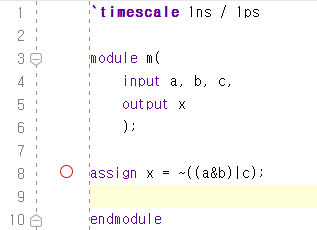 1 `timescale 1ns / 1ps
2
3 module m(
4 input a, b, c,
5 output x
6 );
7
8 assign x = ~((a&b)|c);
9
10 endmodule